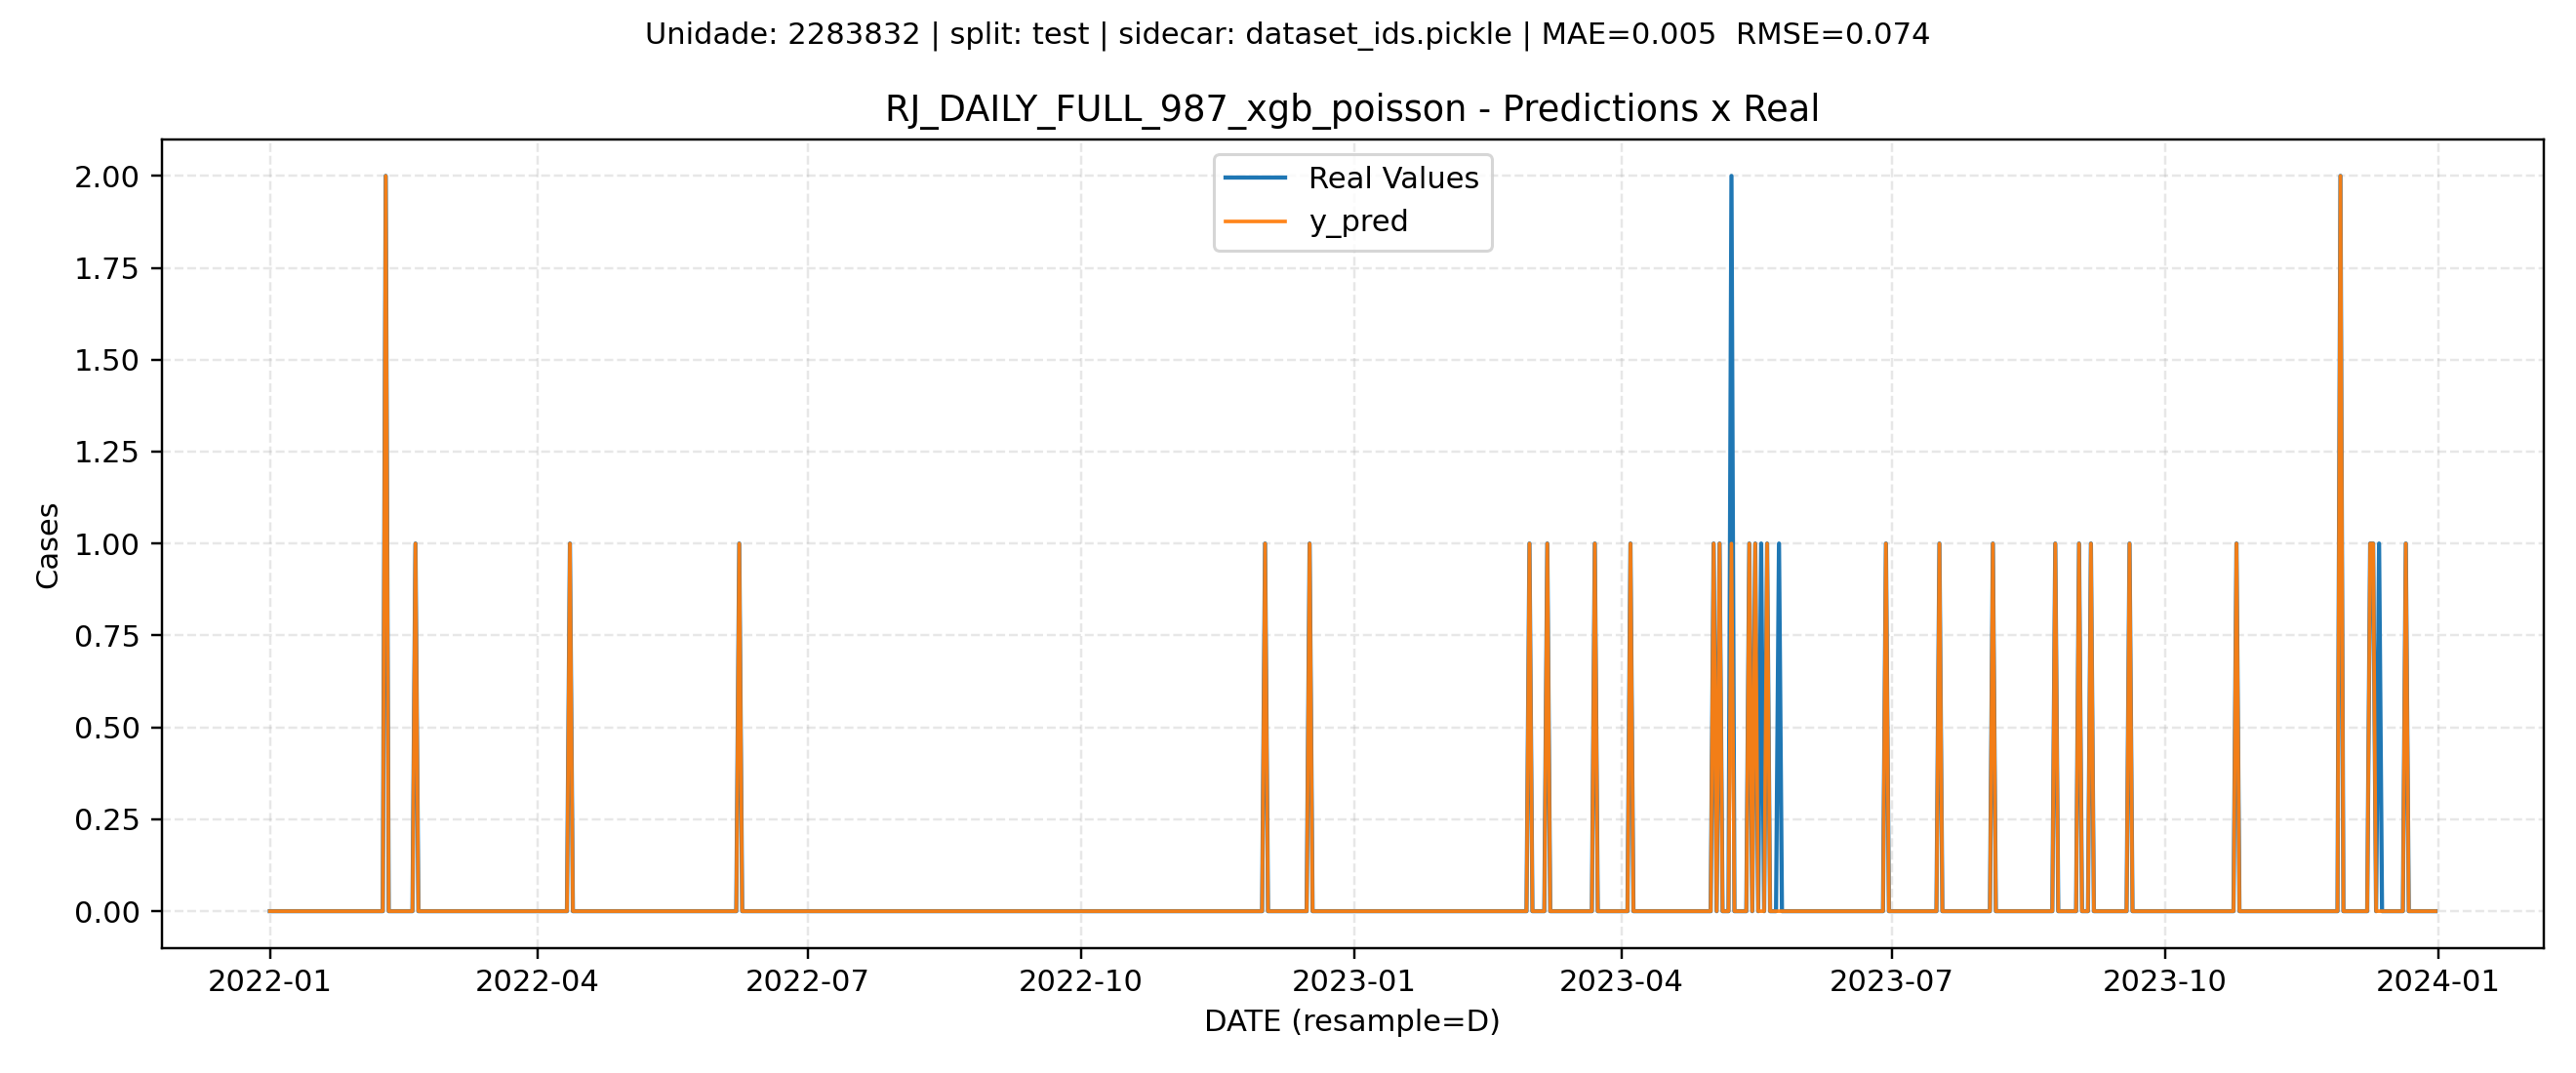 Unidade: 2283832 | split: test | sidecar: dataset_ids.pickle | MAE=0.005  RMSE=0.074
RJ_DAILY_FULL_987_xgb_poisson - Predictions x Real
Real Values
y_pred
2.00
1.75
1.50
1.25
1.00
0.75
0.50
0.25
0.00
Cases
2022-01 2022-04 2022-07 2022-10 2023-01 2023-04 2023-07 2023-10 2024-01
DATE (resample=D)